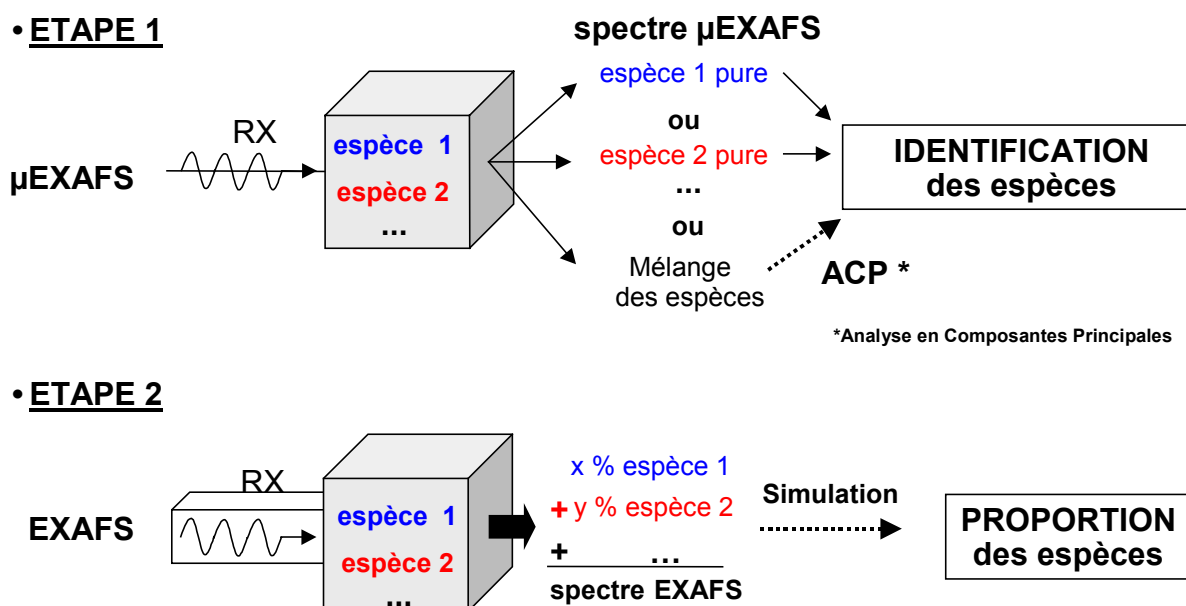 • ETAPE 1
spectre µEXAFS
espèce 1 pure
ou
espèce 2 pure
...
ou
Mélange
des espèces
RX
µEXAFS
espèce 1
espèce 2
...
IDENTIFICATION
des espèces
ACP *
*Analyse en Composantes Principales
• ETAPE 2
RX
EXAFS
espèce 1
espèce 2
...
x % espèce 1
+ y % espèce 2
+ ...
spectre EXAFS
Simulation
PROPORTION
des espèces